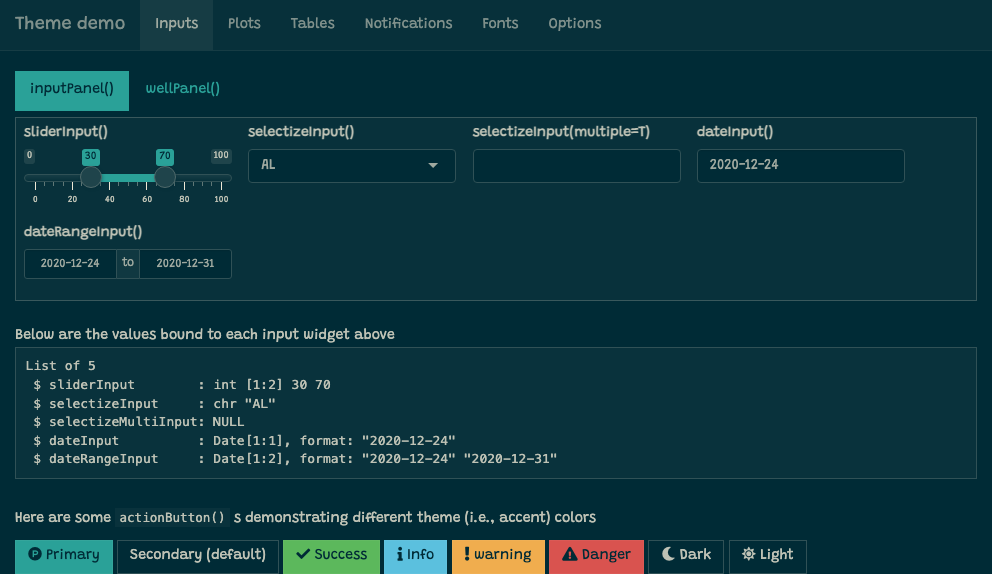 Theme demo Inputs Plots Tables Notifications Fonts Options
inputPanel() wellPanel()
sliderInput() selectizeInput() selectizeInput(multiple=T) dateInput()
0 30 70 100
AL 2020-12-24
0 20 40 60 80 100
dateRangeInput()
2020-12-24 to 2020-12-31
Below are the values bound to each input widget above
List of 5
$ sliderInput : int [1:2] 30 70
$ selectizeInput : chr "AL"
$ selectizeMultiInput: NULL
$ dateInput : Date[1:1], format: "2020-12-24"
$ dateRangeInput : Date[1:2], format: "2020-12-24" "2020-12-31"
Here are some actionButton() s demonstrating different theme (i.e., accent) colors
Primary Secondary (default) Success Info warning Danger Dark Light